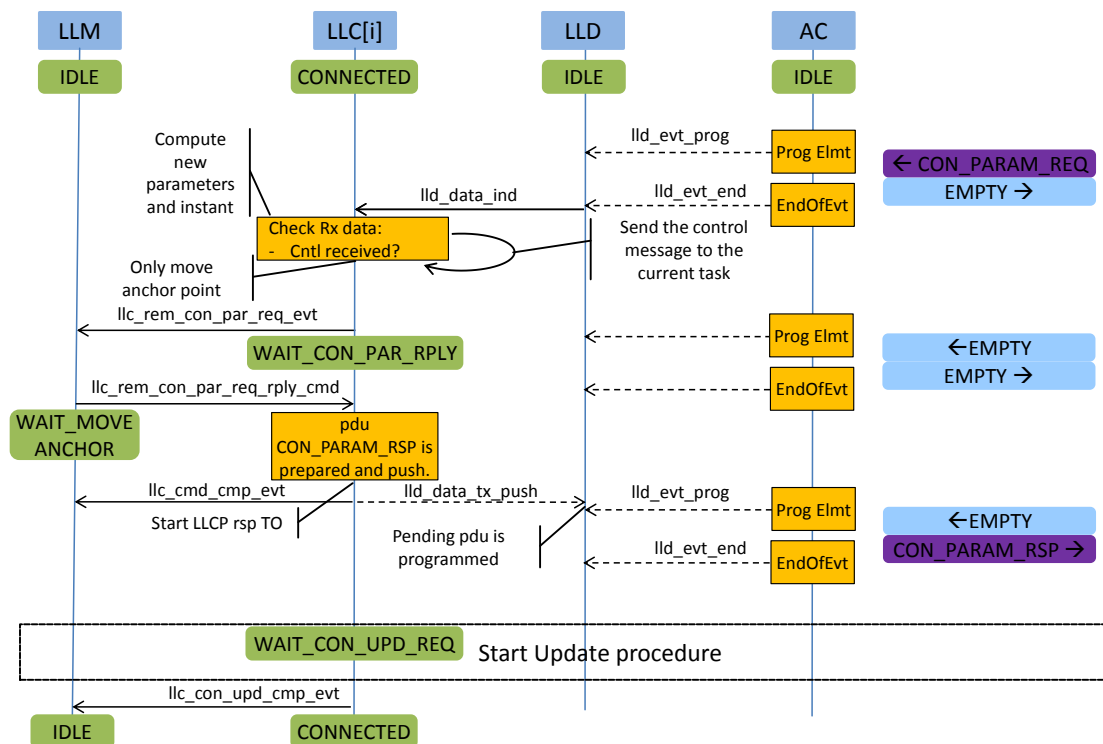 LLM
LLC[i]
LLD
AC
IDLE
CONNECTED
IDLE
IDLE
Compute
new
parameters
and instant
lld_evt_prog
Prog Elmt
← CON_PARAM_REQ
EMPTY →
lld_data_ind
lld_evt_end
EndOfEvt
Check Rx data:
- Cntl received?
Send the control
message to the
current task
Only move
anchor point
llc_rem_con_par_req_evt
WAIT_CON_PAR_RPLY
Prog Elmt
←EMPTY
EMPTY →
EndOfEvt
llc_rem_con_par_req_rply_cmd
WAIT_MOVE
ANCHOR
pdu
CON_PARAM_RSP is
prepared and push.
llc_cmd_cmp_evt
lld_data_tx_push
lld_evt_prog
Prog Elmt
←EMPTY
CON_PARAM_RSP →
Start LLCP rsp TO
Pending pdu is
programmed
lld_evt_end
EndOfEvt
WAIT_CON_UPD_REQ
Start Update procedure
llc_con_upd_cmp_evt
IDLE
CONNECTED